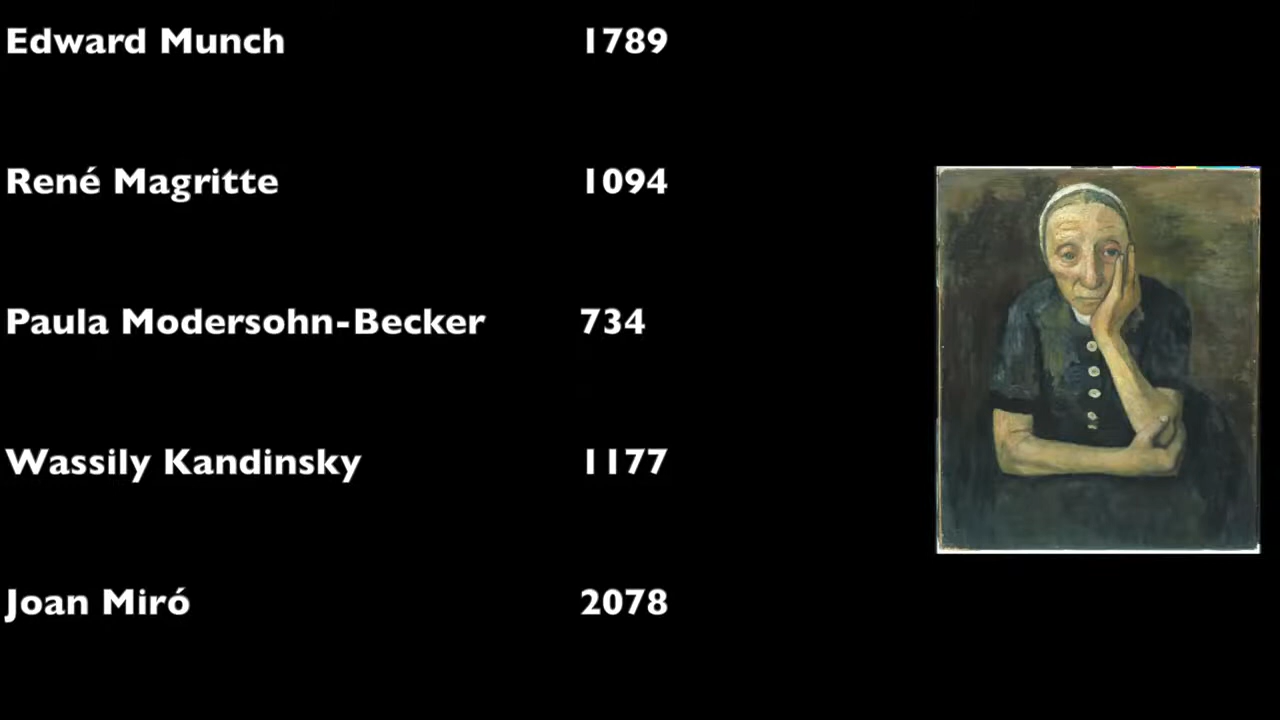 Edward Munch 1789
René Magritte 1094
Paula Modersohn-Becker 734
Wassily Kandinsky 1177
Joan Miró 2078